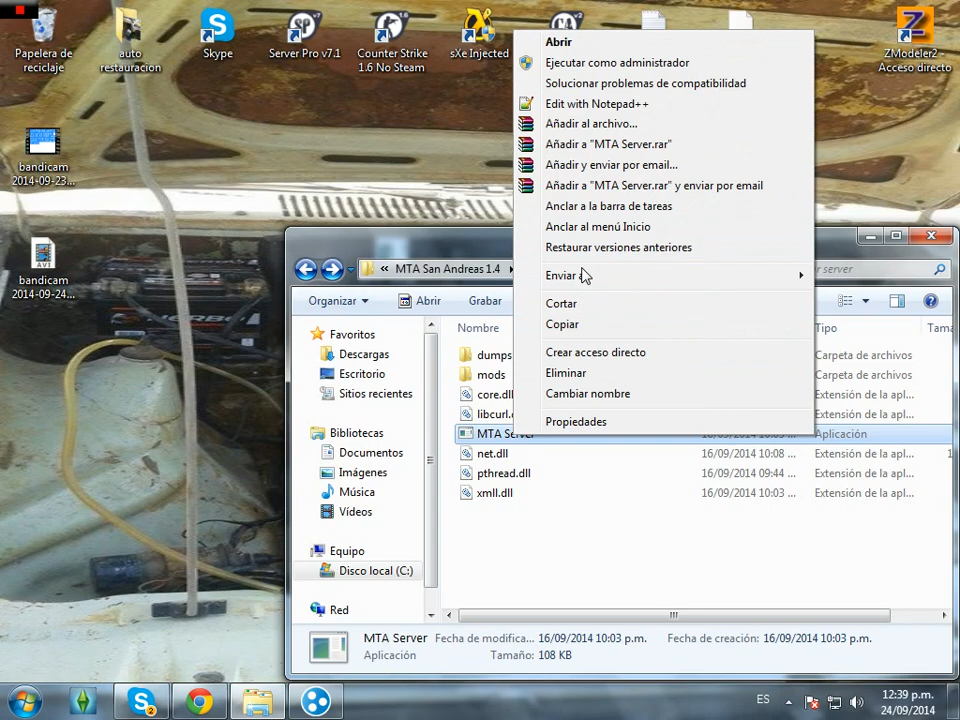 Papelera de
reciclaje
auto
restauracion
Skype
Server Pro v7.1
Counter Strike
1.6 No Steam
sXe Injected
ZModeler2 -
Acceso directo
bandicam
2014-09-23...
bandicam
2014-09-24...
Abrir
Ejecutar como administrador
Solucionar problemas de compatibilidad
Edit with Notepad++
Añadir al archivo...
Añadir a "MTA Server.rar"
Añadir y enviar por email...
Añadir a "MTA Server.rar" y enviar por email
Anclar a la barra de tareas
Anclar al menú Inicio
Restaurar versiones anteriores
Enviar a
Cortar
Copiar
Crear acceso directo
Eliminar
Cambiar nombre
Propiedades
« MTA San Andreas 1.4
server
Organizar
Abrir
Grabar
Favoritos
Descargas
Escritorio
Sitios recientes
Bibliotecas
Documentos
Imágenes
Música
Vídeos
Equipo
Disco local (C:)
Red
Nombre Tipo Tama
dumps Carpeta de archivos
mods Carpeta de archivos
core.dll Extensión de la apl...
libcurl. Extensión de la apl...
MTA Server 16/09/2014 10:03 ... Aplicación
net.dll 16/09/2014 10:08 ... Extensión de la apl... 1
pthread.dll 16/09/2014 09:44 ... Extensión de la apl...
xmll.dll 16/09/2014 10:03 ... Extensión de la apl...
MTA Server Fecha de modifica... 16/09/2014 10:03 p.m. Fecha de creación: 16/09/2014 10:03 p.m.
Aplicación Tamaño: 108 KB
ES
12:39 p.m.
24/09/2014